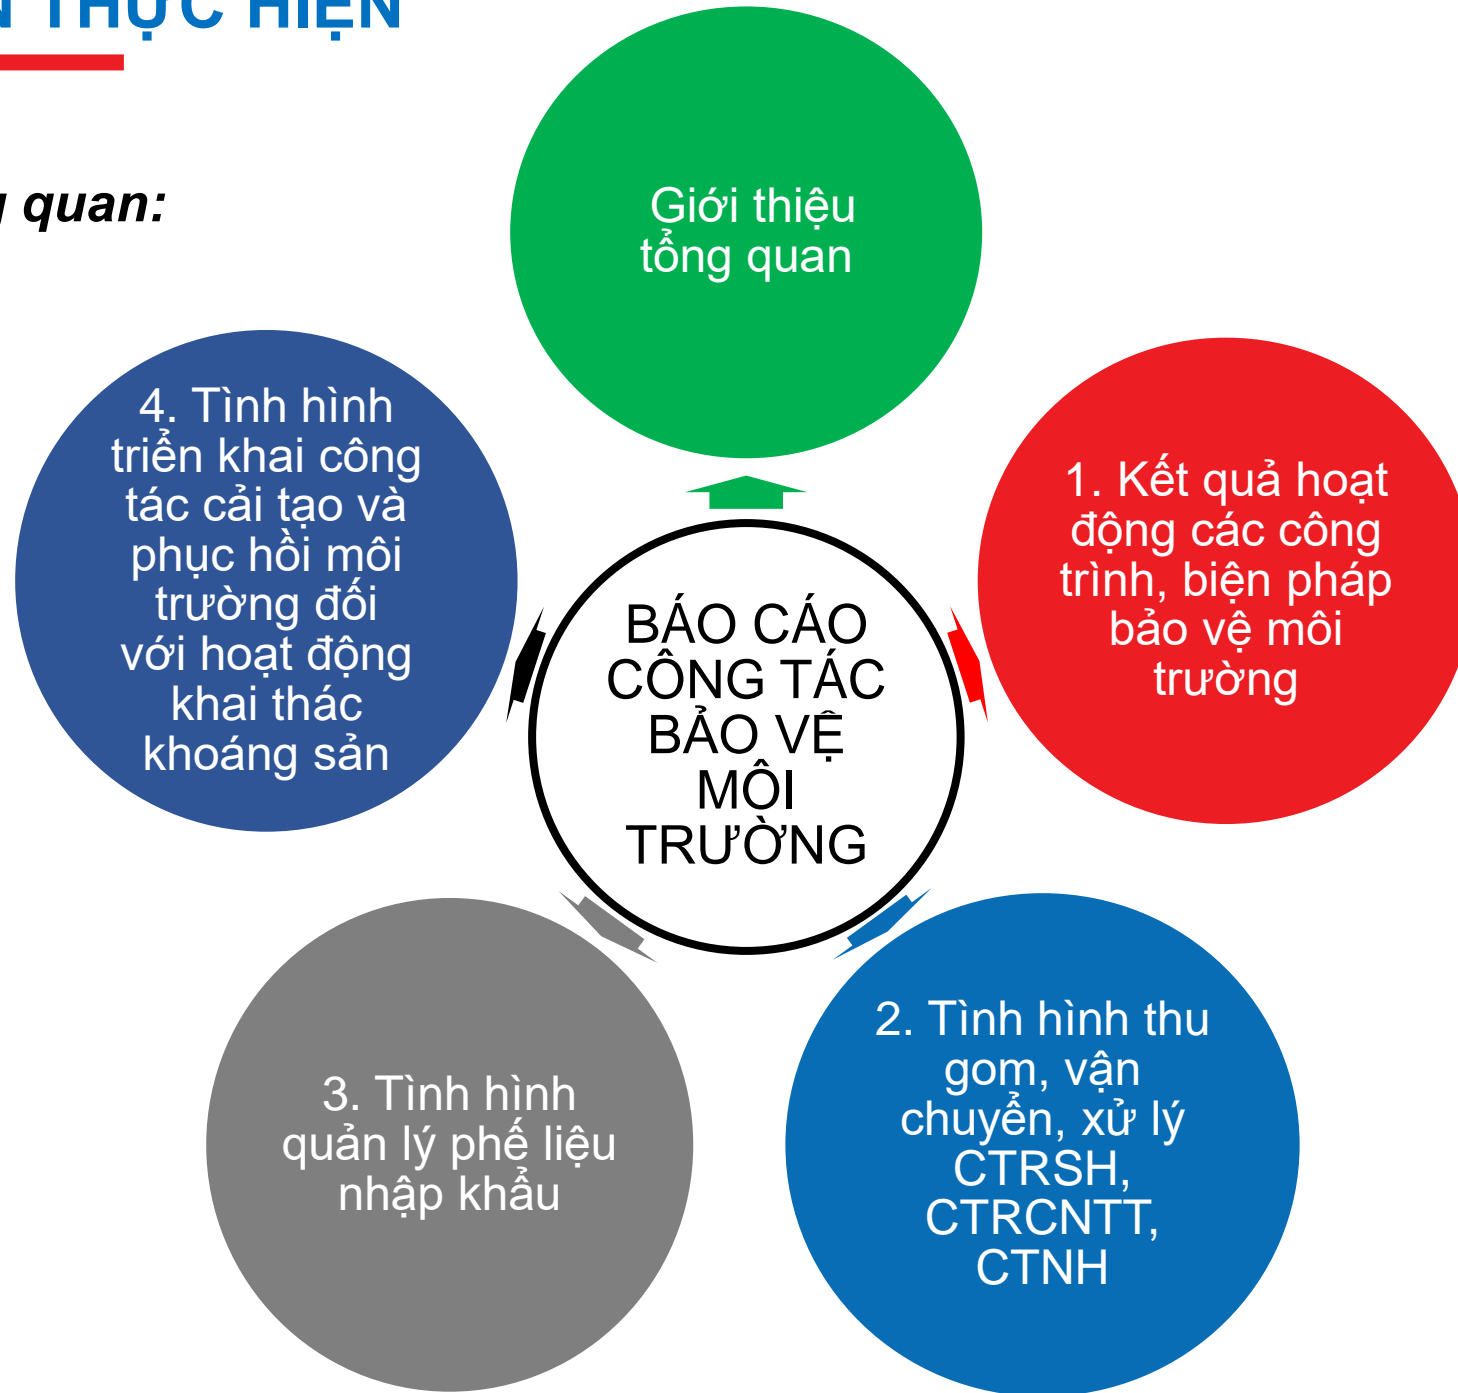 THỰC HIỆN
quan:
Giới thiệu
tổng quan
1. Kết quả hoạt
động các công
trình, biện pháp
bảo vệ môi
trường
2. Tình hình thu
gom, vận
chuyển, xử lý
CTRSH,
CTRCNTT,
CTNH
3. Tình hình
quản lý phế liệu
nhập khẩu
4. Tình hình
triển khai công
tác cải tạo và
phục hồi môi
trường đối
với hoạt động
khai thác
khoáng sản
BÁO CÁO
CÔNG TÁC
BẢO VỆ
MÔI
TRƯỜNG